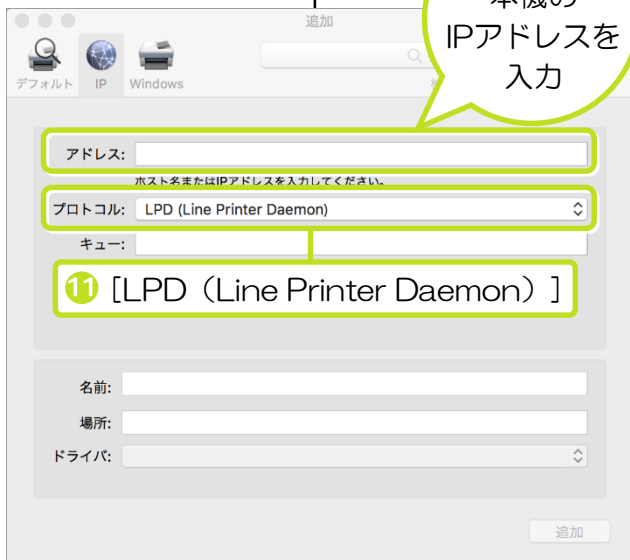 追加
本機の
IPアドレスを
入力
デフォルト IP Windows
アドレス:
ホスト名またはIPアドレスを入力してください。
プロトコル: LPD (Line Printer Daemon)
キュー:
11 [LPD（Line Printer Daemon）]
名前:
場所:
ドライバ:
追加